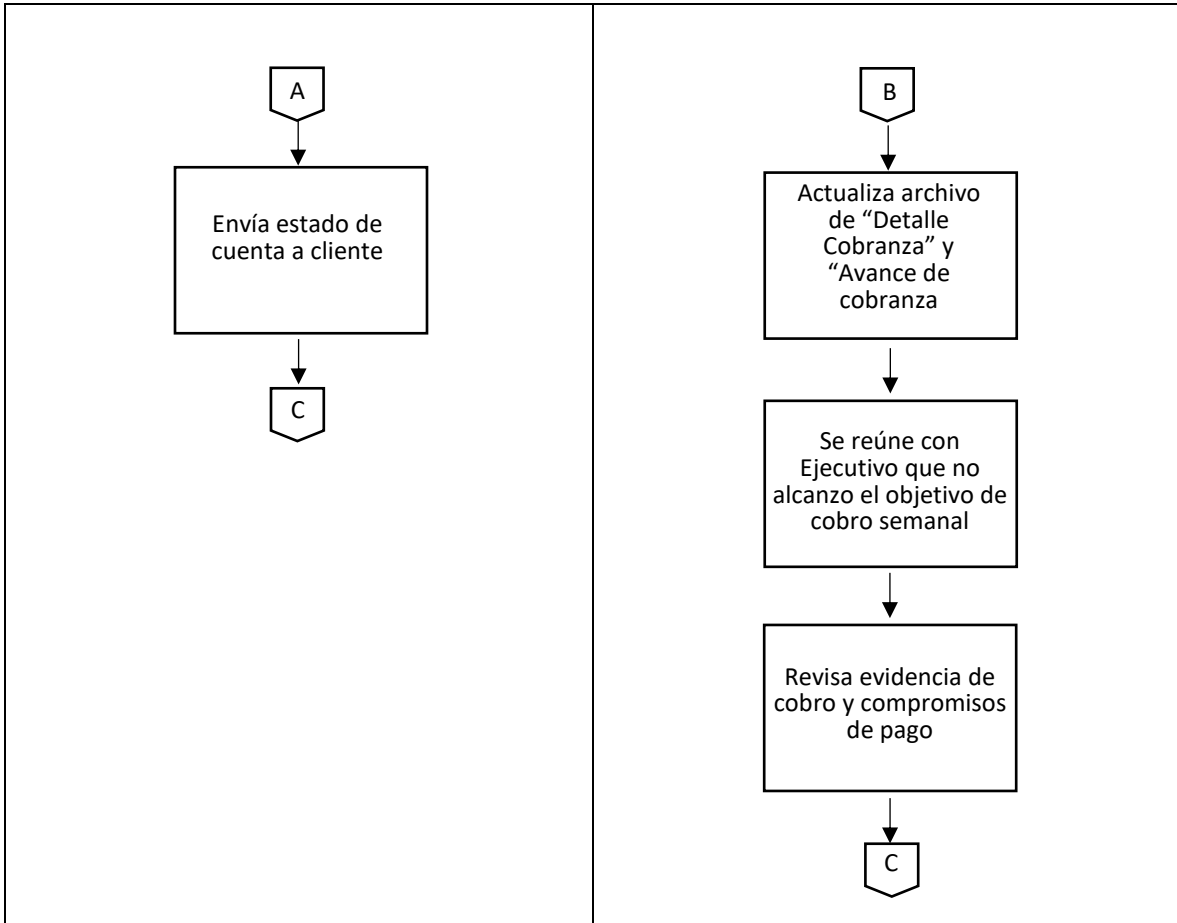 A
Envía estado de
cuenta a cliente
C
B
Actualiza archivo
de “Detalle
Cobranza” y
“Avance de
cobranza
Se reúne con
Ejecutivo que no
alcanzo el objetivo de
cobro semanal
Revisa evidencia de
cobro y compromisos
de pago
C